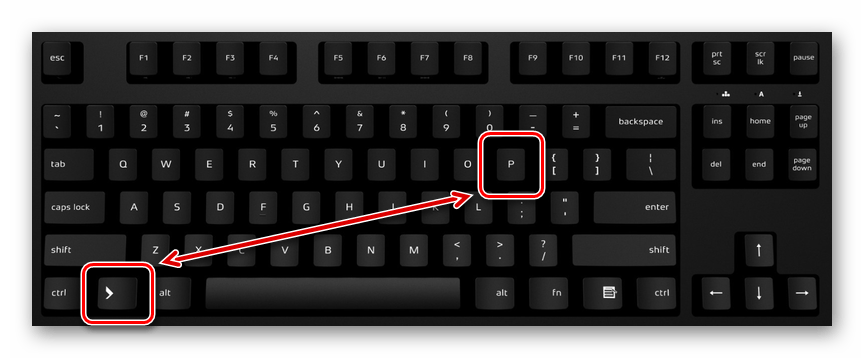 esc F1 F2 F3 F4 F5 F6 F7 F8 F9 F10 F11 F12 prt sc scr lk pause
A
~ ` ! 1 @ 2 # 3 $ 4 % 5 ^ 6 & 7 * 8 ( 9 ) 0 — - + = backspace ins home page up
tab Q W E R T Y U I O P { [ } ] ¦ \ del end page down
caps lock A S D F G H J K L : ; " ' enter
shift Z X C V B N M < , > . ? / shift ↑
ctrl alt alt fn ctrl ← ↓ →